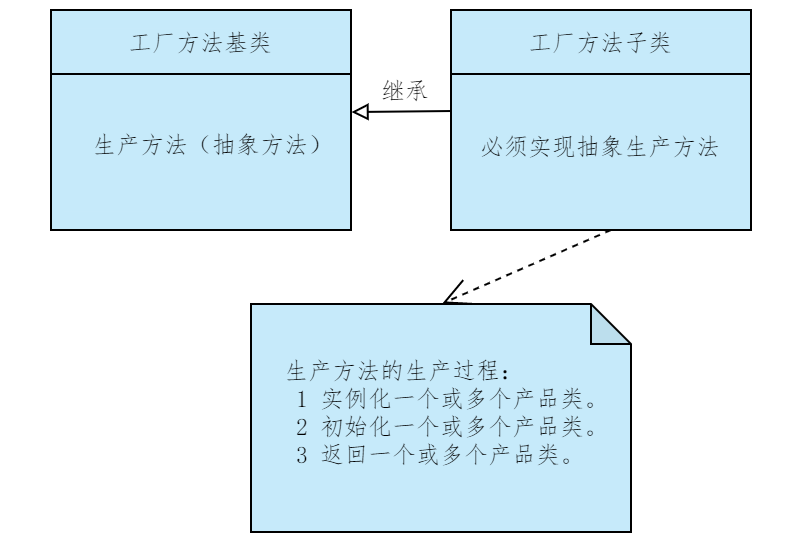 工厂方法基类
工厂方法子类
继承
生产方法（抽象方法）
必须实现抽象生产方法
生产方法的生产过程：
1 实例化一个或多个产品类。
2 初始化一个或多个产品类。
3 返回一个或多个产品类。